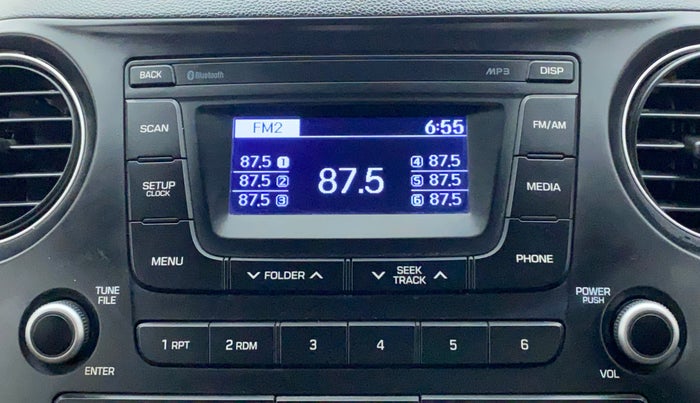 BACK Bluetooth MP3 DISP
SCAN FM2 6:55 FM/AM
87.5 1 4 87.5
87.5 2 87.5 5 87.5
87.5 3 6 87.5
SETUP CLOCK MEDIA
MENU PHONE
FOLDER SEEK TRACK
TUNE FILE POWER PUSH
1 RPT 2 RDM 3 4 5 6
ENTER VOL